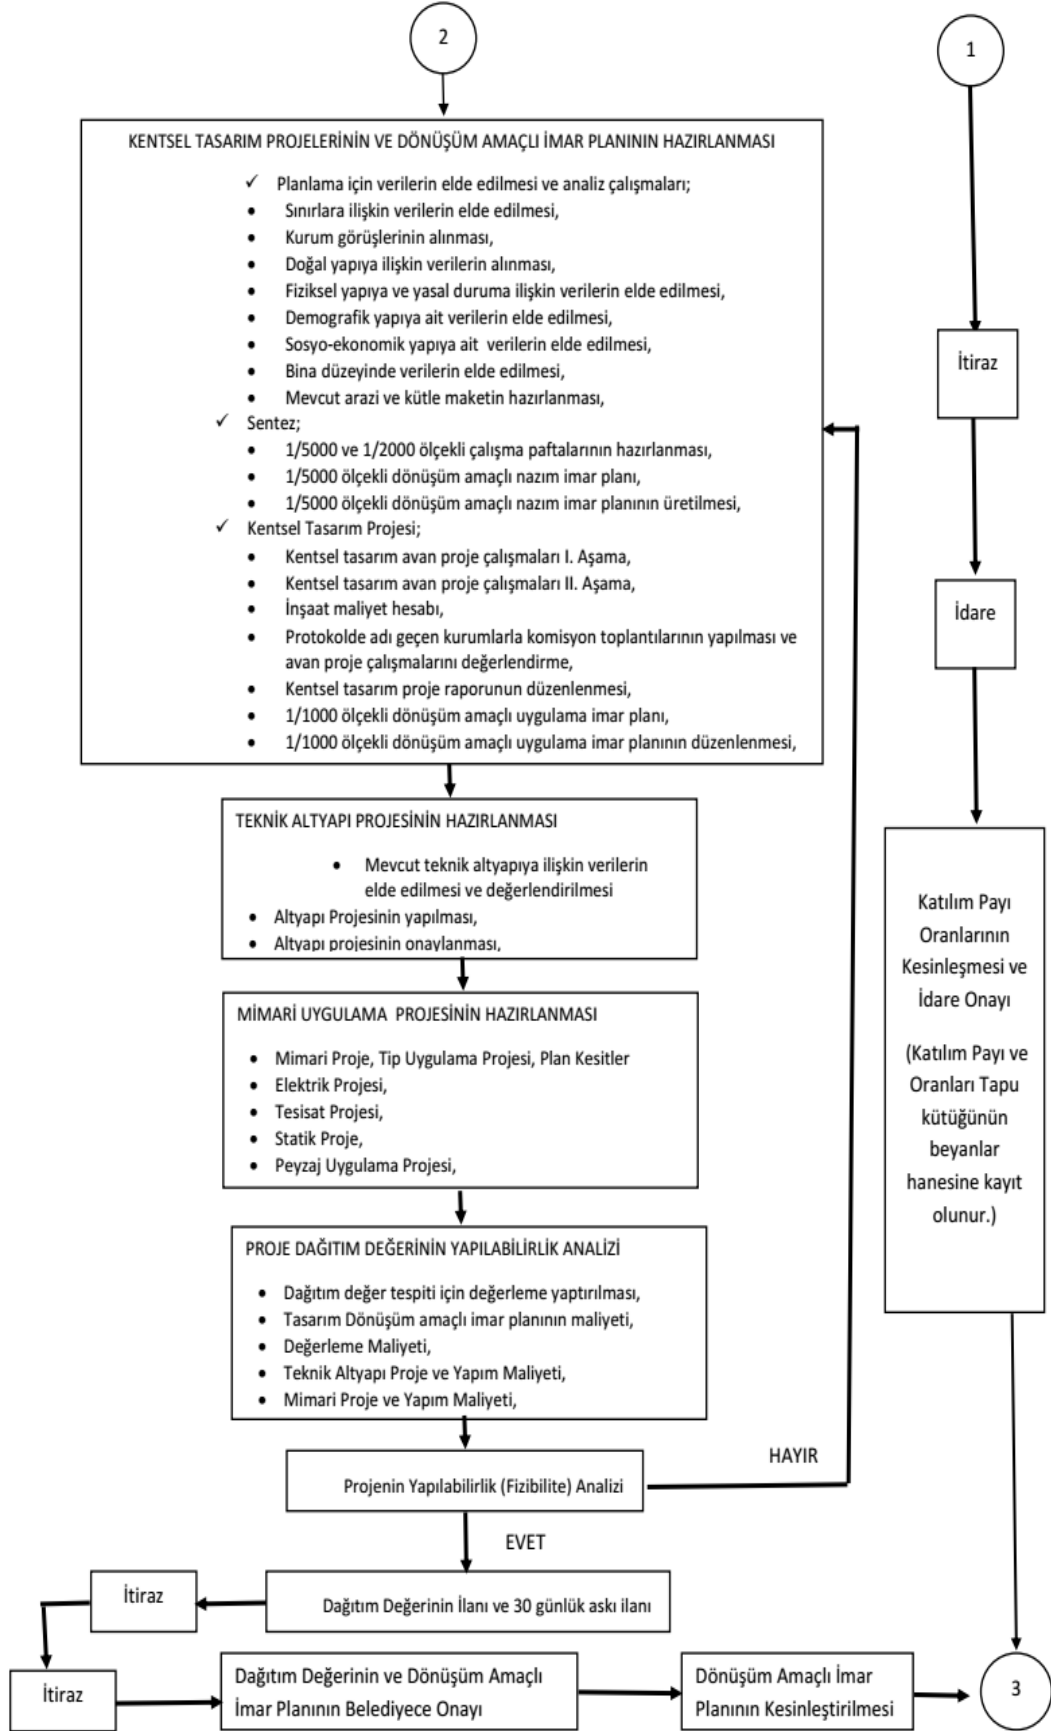 2
1
KENTSEL TASARIM PROJELERİNİN VE DÖNÜŞÜM AMAÇLI İMAR PLANININ HAZIRLANMASI
✓ Planlama için verilerin elde edilmesi ve analiz çalışmaları;
• Sınırlara ilişkin verilerin elde edilmesi,
• Kurum görüşlerinin alınması,
• Doğal yapıya ilişkin verilerin alınması,
• Fiziksel yapıya ve yasal duruma ilişkin verilerin elde edilmesi,
• Demografik yapıya ait verilerin elde edilmesi,
• Sosyo-ekonomik yapıya ait verilerin elde edilmesi,
• Bina düzeyinde verilerin elde edilmesi,
• Mevcut arazi ve kütle maketin hazırlanması,
✓ Sentez;
• 1/5000 ve 1/2000 ölçekli çalışma paftalarının hazırlanması,
• 1/5000 ölçekli dönüşüm amaçlı nazım imar planı,
• 1/5000 ölçekli dönüşüm amaçlı nazım imar planının üretilmesi,
✓ Kentsel Tasarım Projesi;
• Kentsel tasarım avan proje çalışmaları I. Aşama,
• Kentsel tasarım avan proje çalışmaları II. Aşama,
• İnşaat maliyet hesabı,
• Protokolde adı geçen kurumlarla komisyon toplantılarının yapılması ve
avan proje çalışmalarını değerlendirme,
• Kentsel tasarım proje raporunun düzenlenmesi,
• 1/1000 ölçekli dönüşüm amaçlı uygulama imar planı,
• 1/1000 ölçekli dönüşüm amaçlı uygulama imar planının düzenlenmesi,
İtiraz
İdare
TEKNİK ALTYAPI PROJESİNİN HAZIRLANMASI
• Mevcut teknik altyapıya ilişkin verilerin
elde edilmesi ve değerlendirilmesi
• Altyapı Projesinin yapılması,
• Altyapı projesinin onaylanması,
Katılım Payı
Oranlarının
Kesinleşmesi ve
İdare Onayı
(Katılım Payı ve
Oranları Tapu
kütüğünün
beyanlar
hanesine kayıt
olunur.)
MİMARİ UYGULAMA PROJESİNİN HAZIRLANMASI
• Mimari Proje, Tip Uygulama Projesi, Plan Kesitler
• Elektrik Projesi,
• Tesisat Projesi,
• Statik Proje,
• Peyzaj Uygulama Projesi,
PROJE DAĞITIM DEĞERİNİN YAPILABİLİRLİK ANALİZİ
• Dağıtım değer tespiti için değerleme yaptırılması,
• Tasarım Dönüşüm amaçlı imar planının maliyeti,
• Değerleme Maliyeti,
• Teknik Altyapı Proje ve Yapım Maliyeti,
• Mimari Proje ve Yapım Maliyeti,
HAYIR
Projenin Yapılabilirlik (Fizibilite) Analizi
EVET
İtiraz
Dağıtım Değerinin İlanı ve 30 günlük askı ilanı
İtiraz
Dağıtım Değerinin ve Dönüşüm Amaçlı
İmar Planının Belediyece Onayı
Dönüşüm Amaçlı İmar
Planının Kesinleştirilmesi
3